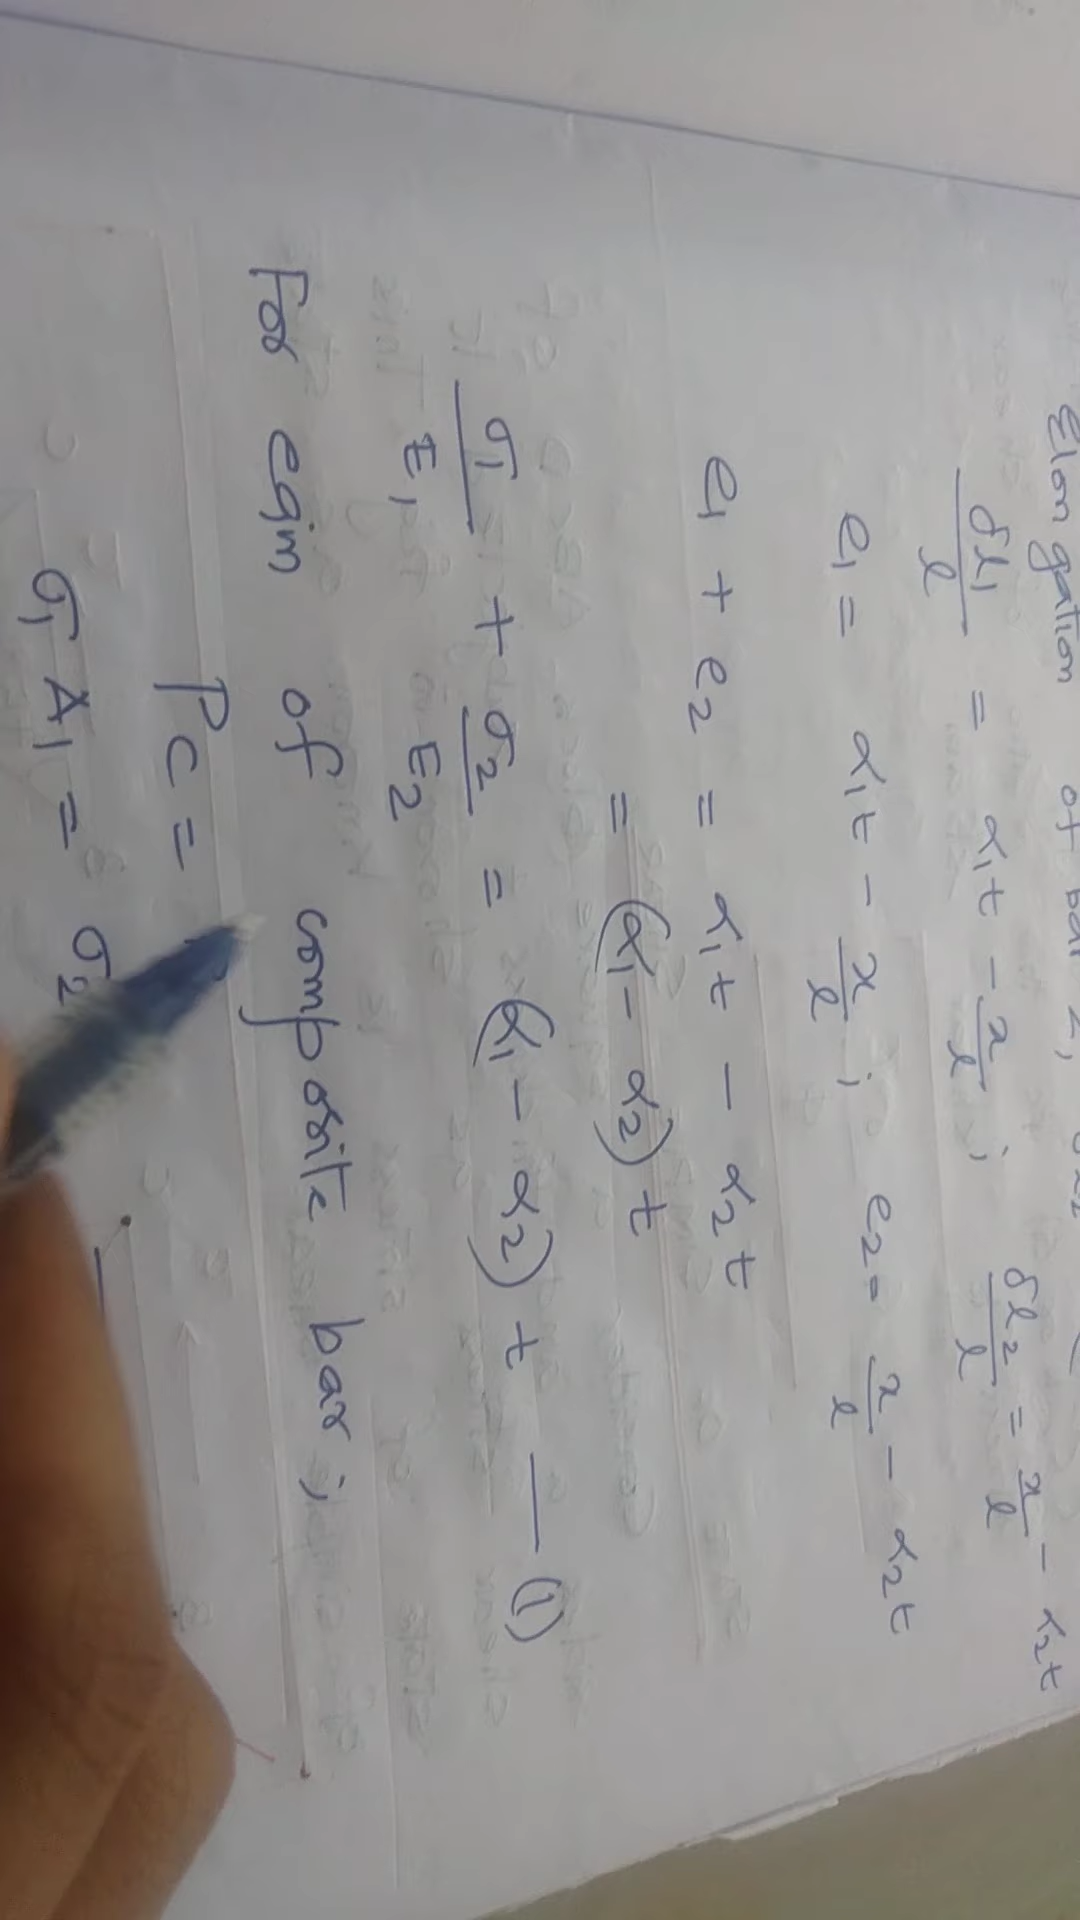 Elongation of bar 2,
δl₁/l = α₁t - x/l ; δl₂/l = x/l - α₂t
e₁ = α₁t - x/l ; e₂ = x/l - α₂t
e₁ + e₂ = α₁t - α₂t
= (α₁ - α₂)t
σ₁/E₁ + σ₂/E₂ = (α₁ - α₂)t — (1)
For eqm of composite bar ;
Pc =
σ₁ A₁ = σ₂